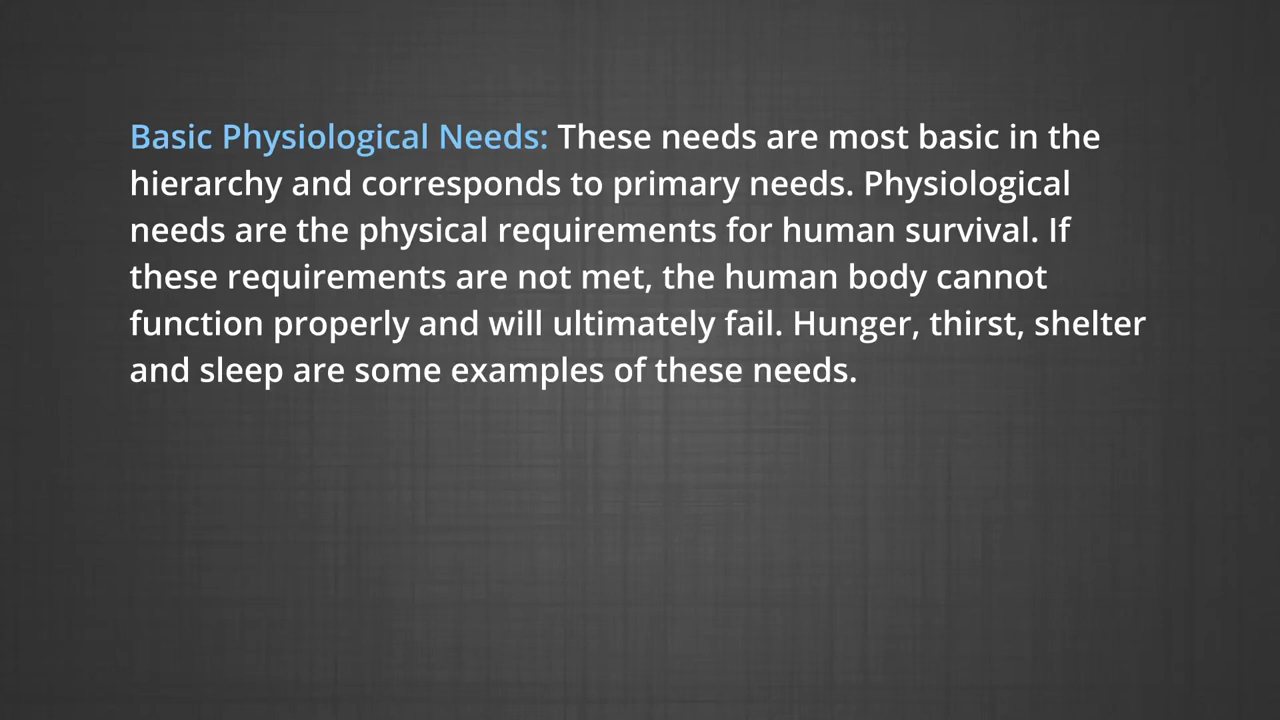 Basic Physiological Needs: These needs are most basic in the
hierarchy and corresponds to primary needs. Physiological
needs are the physical requirements for human survival. If
these requirements are not met, the human body cannot
function properly and will ultimately fail. Hunger, thirst, shelter
and sleep are some examples of these needs.